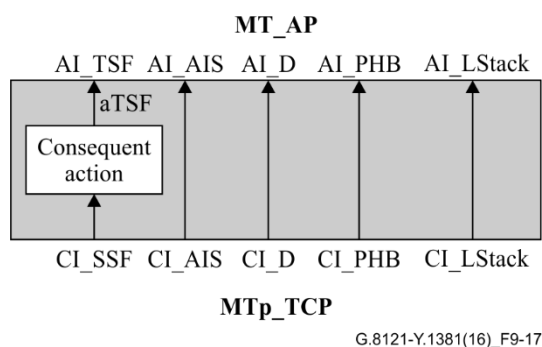 MT_AP
AI_TSF AI_AIS AI_D AI_PHB AI_LStack
aTSF
Consequent
action
CI_SSF CI_AIS CI_D CI_PHB CI_LStack
MTp_TCP
G.8121-Y.1381(16)_F9-17